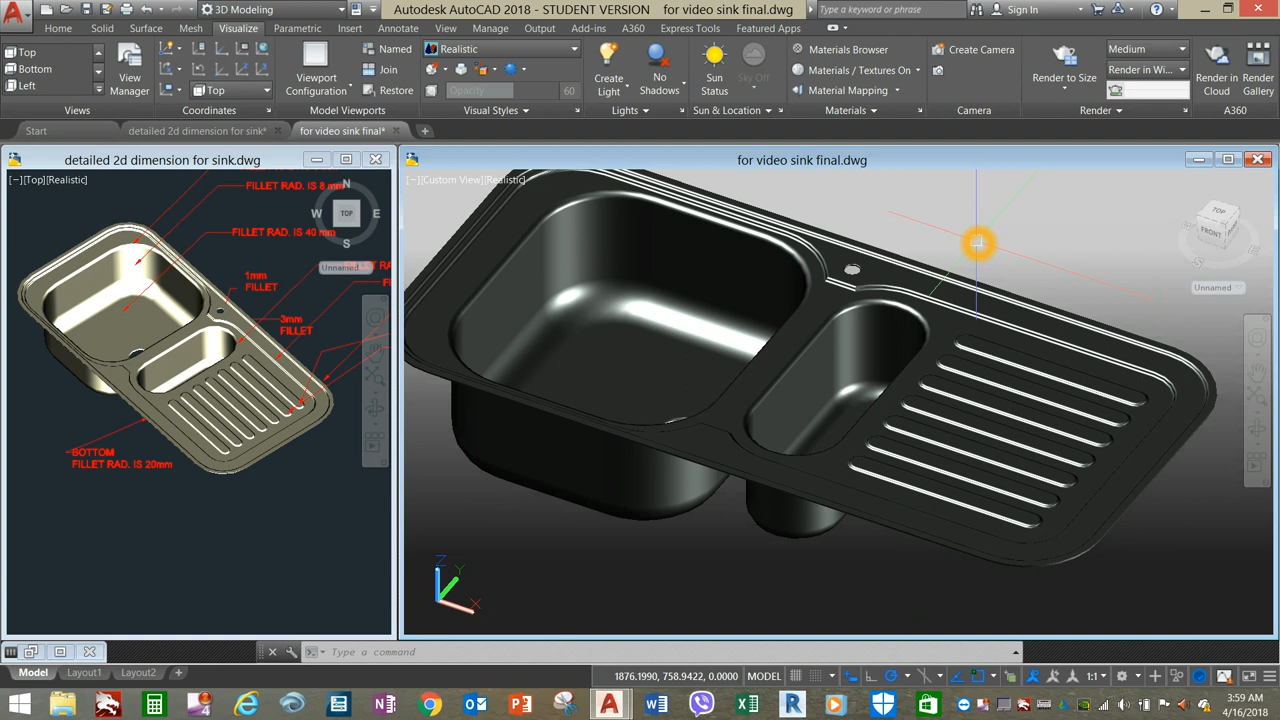 3D Modeling
Autodesk AutoCAD 2018 - STUDENT VERSION for video sink final.dwg
Type a keyword or phrase
Sign In
Home Solid Surface Mesh Visualize Parametric Insert Annotate View Manage Output Add-ins A360 Express Tools Featured Apps
Top
Bottom
Left
View
Manager
Views
Top
Coordinates
Viewport
Configuration
Named
Join
Restore
Model Viewports
Realistic
Opacity 60
Visual Styles
Create
Light
No
Shadows
Lights
Sun
Status
Sky Off
Sun & Location
Materials Browser
Materials / Textures On
Material Mapping
Materials
Create Camera
Camera
Render to Size
Medium
Render in Wi...
Render
Render in
Cloud
Render
Gallery
A360
Start
detailed 2d dimension for sink*
for video sink final*
detailed 2d dimension for sink.dwg
for video sink final.dwg
[−][Top][Realistic]
FILLET RAD. IS 8 mm
FILLET RAD. IS 40 mm
1mm
FILLET
3mm
FILLET
BOTTOM
FILLET RAD. IS 20mm
N
W TOP E
S
Unnamed
[−][Custom View][Realistic]
TOP
FRONT
Unnamed
Z
Y
X
Type a command
Model Layout1 Layout2
1876.1990, 758.9422, 0.0000 MODEL
1:1
3:59 AM
4/16/2018